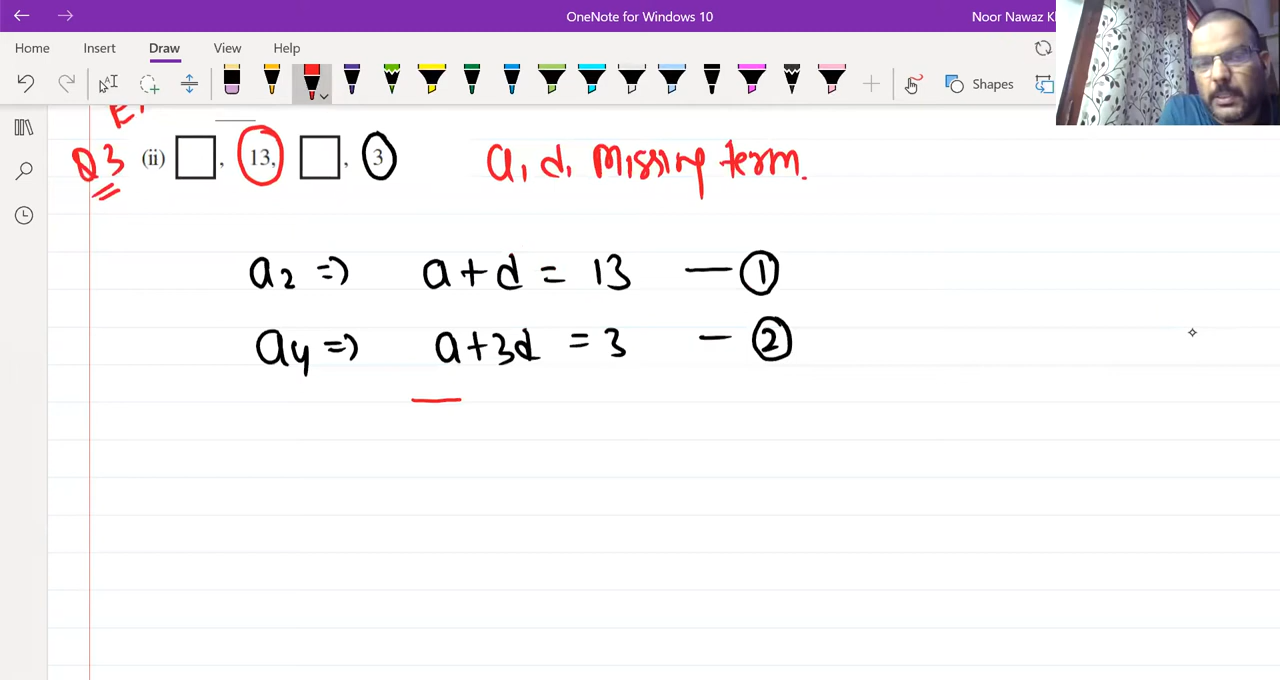 OneNote for Windows 10
Noor Nawaz Kh
Home Insert Draw View Help
Shapes
Q3 (ii) □, 13, □, 3 a, d, Missing term.
a2 => a+d = 13 — ①
a4 => a+3d = 3 — ②